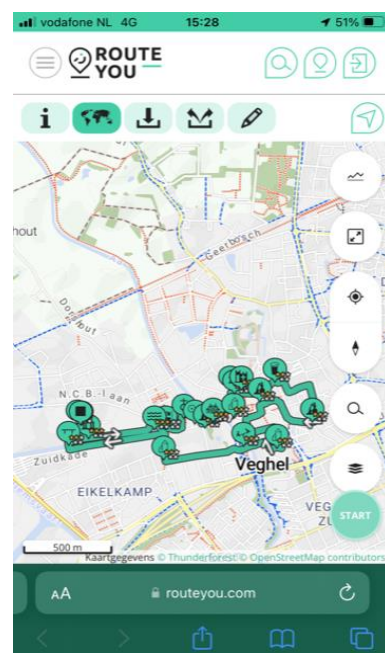 vodafone NL 4G 15:28 51%
ROUTE
YOU
hout
Geerbosch
Dorshout
N.C.B.-laan
Zuidkade
Veghel
EIKELKAMP
VEG
ZU
START
500 m
Kaartgegevens © Thunderforest © OpenStreetMap contributors
AA routeyou.com